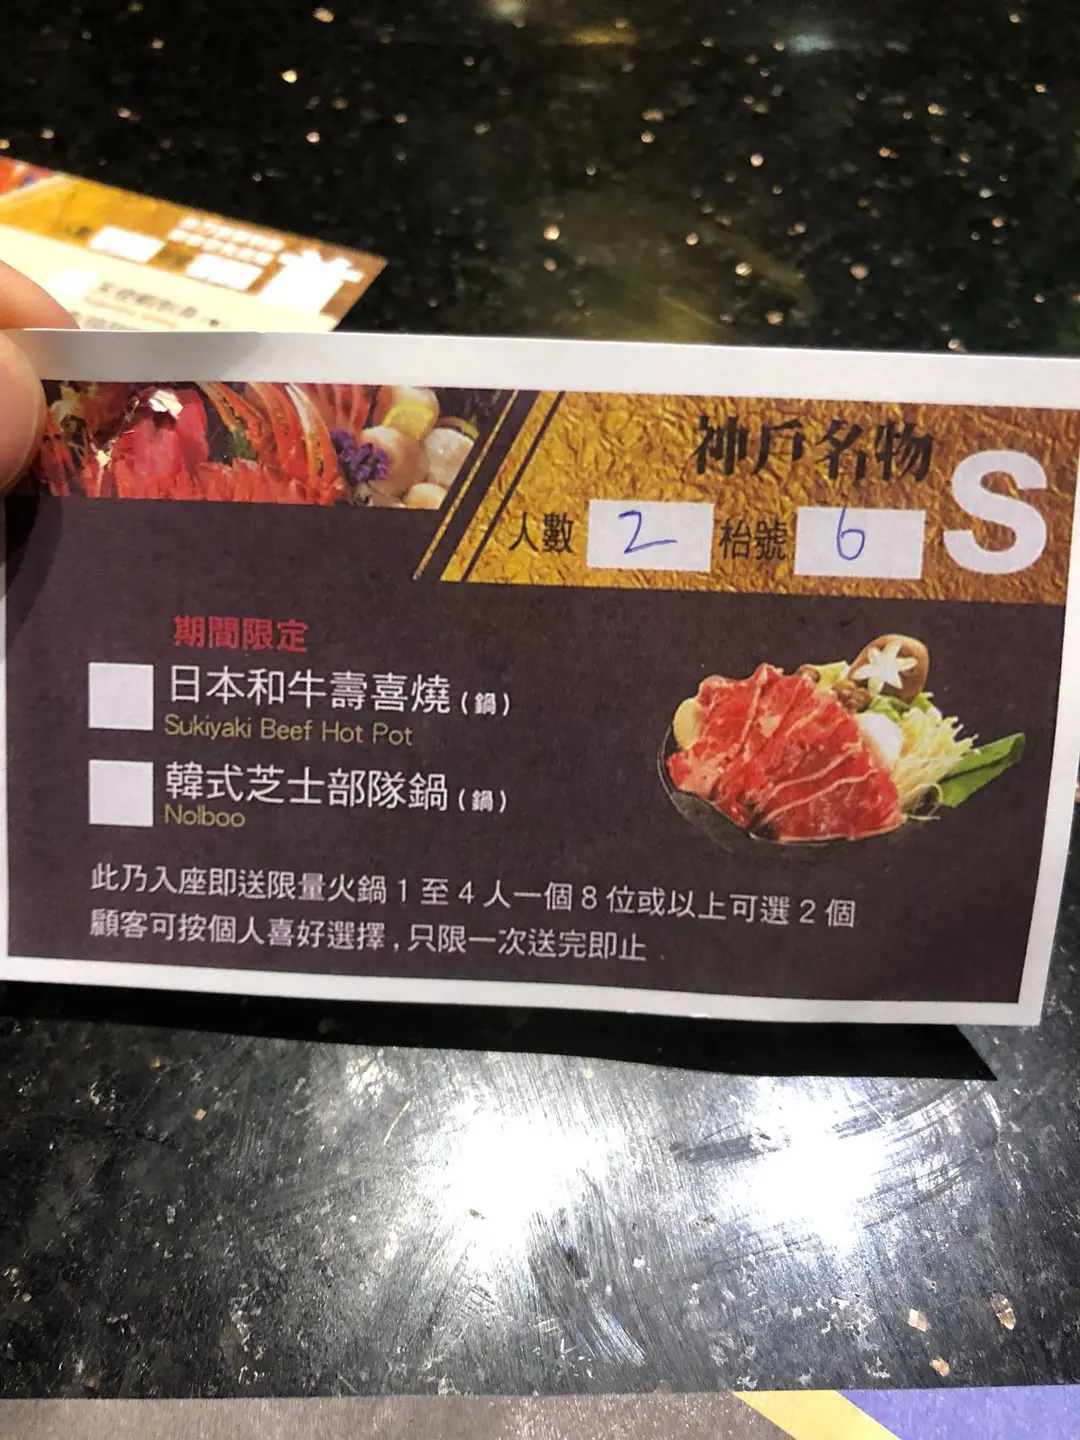 神戶名物
S
人數 2 枱號 6
期間限定
日本和牛壽喜燒(鍋)
Sukiyaki Beef Hot Pot
韓式芝士部隊鍋(鍋)
Nolboo
此乃入座即送限量火鍋1至4人一個8位或以上可選2個
顧客可按個人喜好選擇,只限一次送完即止